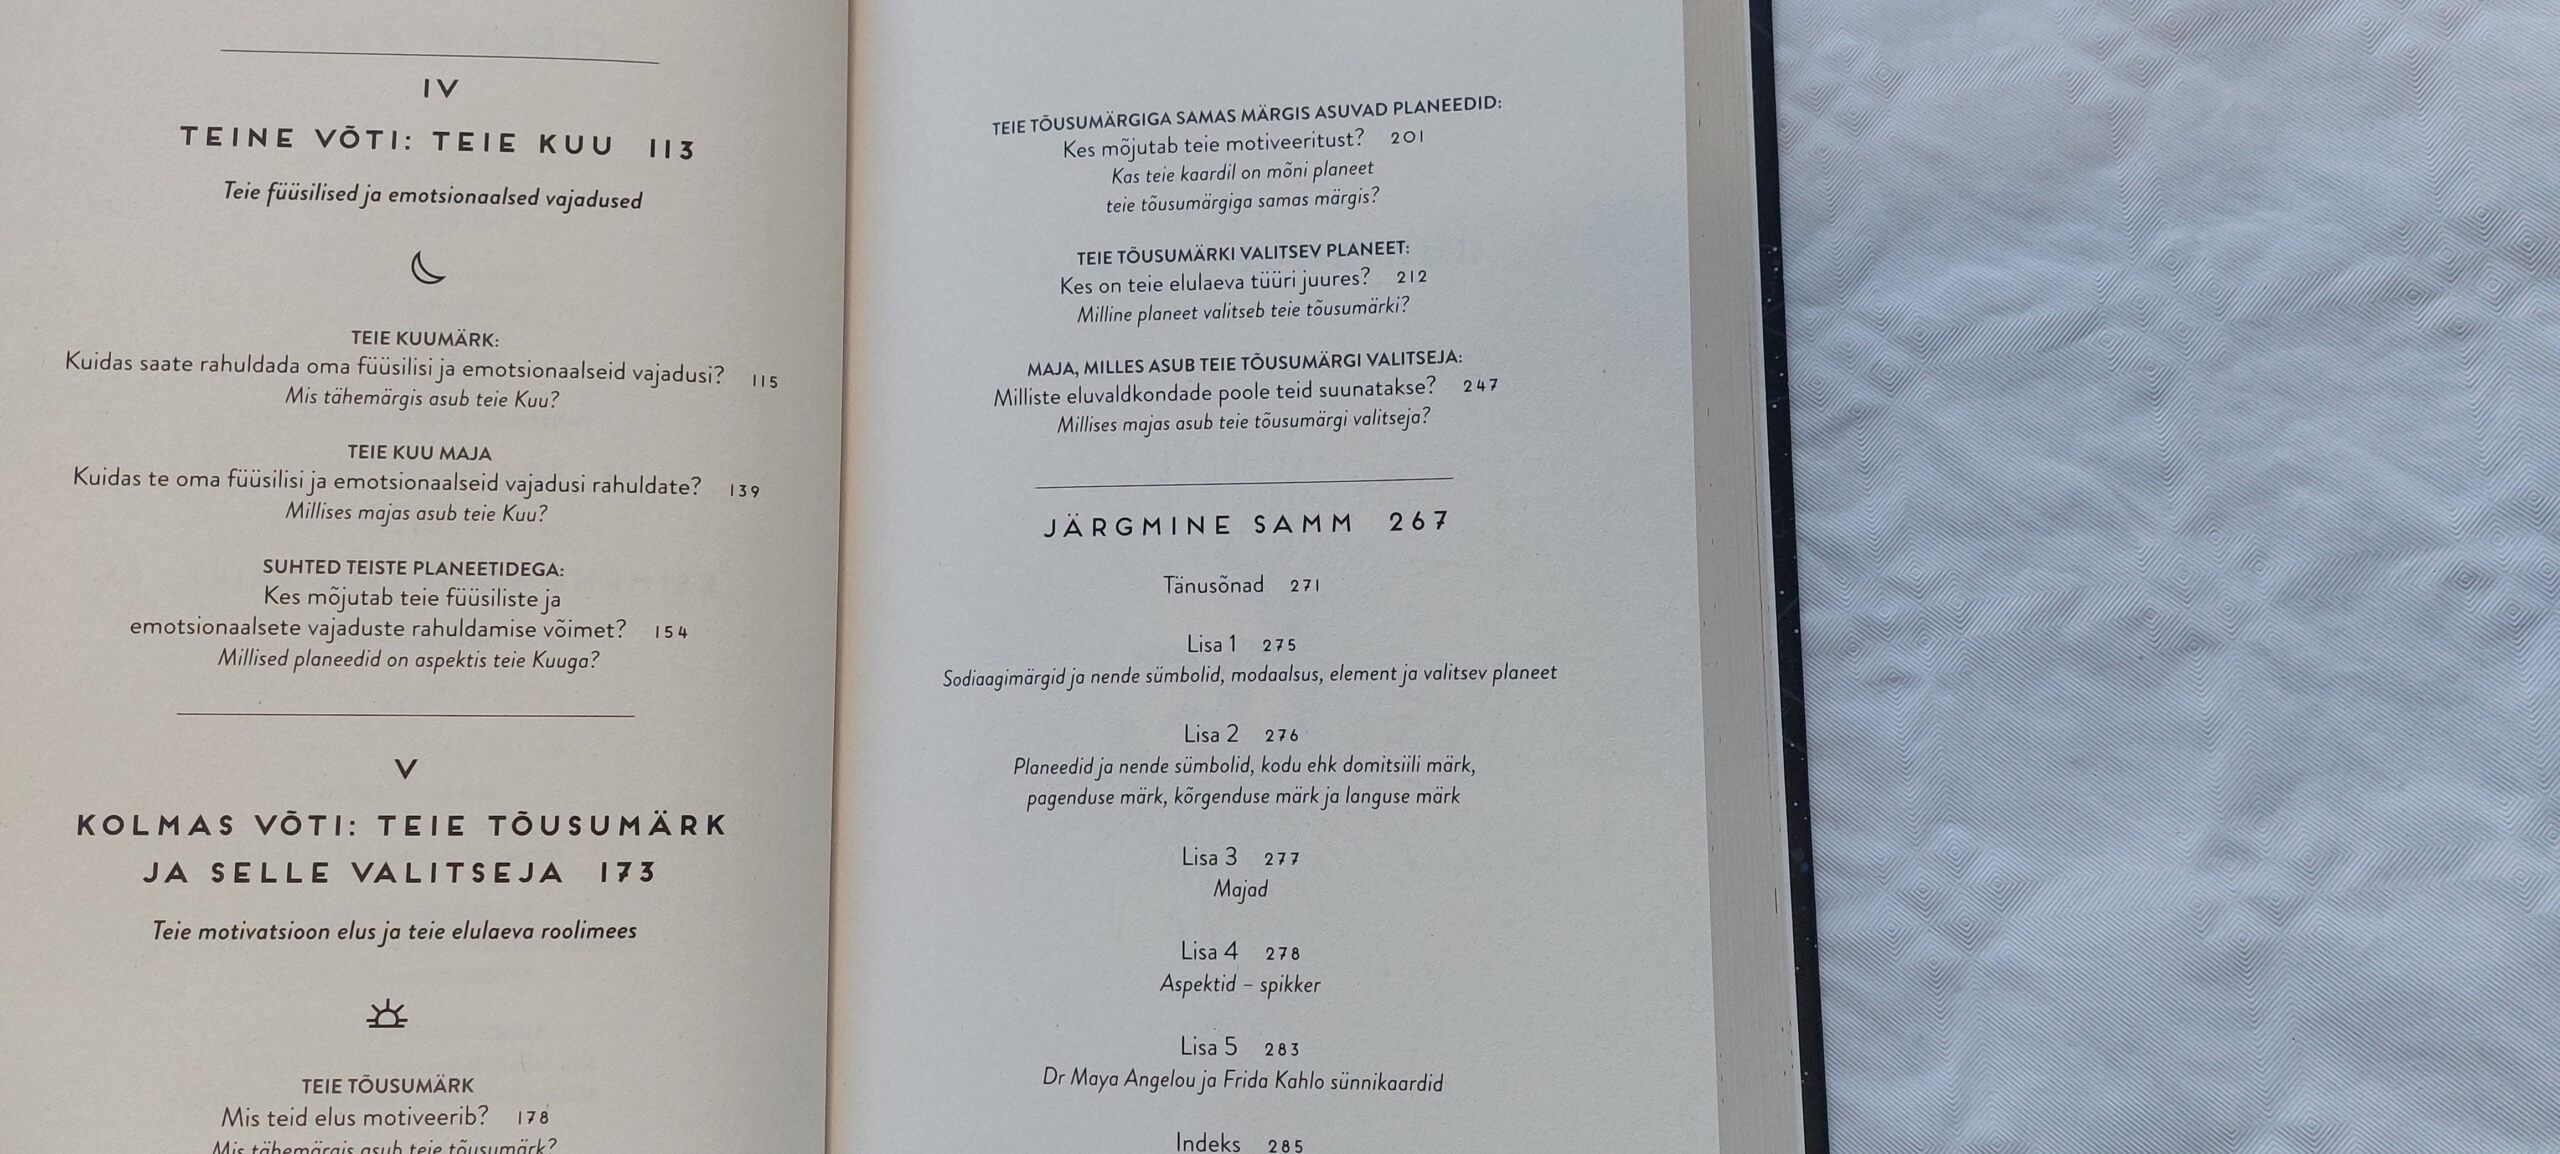 IV
TEINE VÕTI: TEIE KUU 113
Teie füüsilised ja emotsionaalsed vajadused
TEIE KUUMÄRK:
Kuidas saate rahuldada oma füüsilisi ja emotsionaalseid vajadusi? 115
Mis tähemärgis asub teie Kuu?
TEIE KUU MAJA
Kuidas te oma füüsilisi ja emotsionaalseid vajadusi rahuldate? 139
Millises majas asub teie Kuu?
SUHTED TEISTE PLANEETIDEGA:
Kes mõjutab teie füüsiliste ja
emotsionaalsete vajaduste rahuldamise võimet? 154
Millised planeedid on aspektis teie Kuuga?
V
KOLMAS VÕTI: TEIE TÕUSUMÄRK
JA SELLE VALITSEJA 173
Teie motivatsioon elus ja teie elulaeva roolimees
TEIE TÕUSUMÄRK
Mis teid elus motiveerib? 178
Mis tähemärgis asub teie tõusumärk?
TEIE TÕUSUMÄRGIGA SAMAS MÄRGIS ASUVAD PLANEEDID:
Kes mõjutab teie motiveeritust? 201
Kas teie kaardil on mõni planeet
teie tõusumärgiga samas märgis?
TEIE TÕUSUMÄRKI VALITSEV PLANEET:
Kes on teie elulaeva tüüri juures? 212
Milline planeet valitseb teie tõusumärki?
MAJA, MILLES ASUB TEIE TÕUSUMÄRGI VALITSEJA:
Milliste eluvaldkondade poole teid suunatakse? 247
Millises majas asub teie tõusumärgi valitseja?
JÄRGMINE SAMM 267
Tänusõnad 271
Lisa 1 275
Sodiaagimärgid ja nende sümbolid, modaalsus, element ja valitsev planeet
Lisa 2 276
Planeedid ja nende sümbolid, kodu ehk domitsiili märk,
pagenduse märk, kõrgenduse märk ja languse märk
Lisa 3 277
Majad
Lisa 4 278
Aspektid – spikker
Lisa 5 283
Dr Maya Angelou ja Frida Kahlo sünnikaardid
Indeks 285